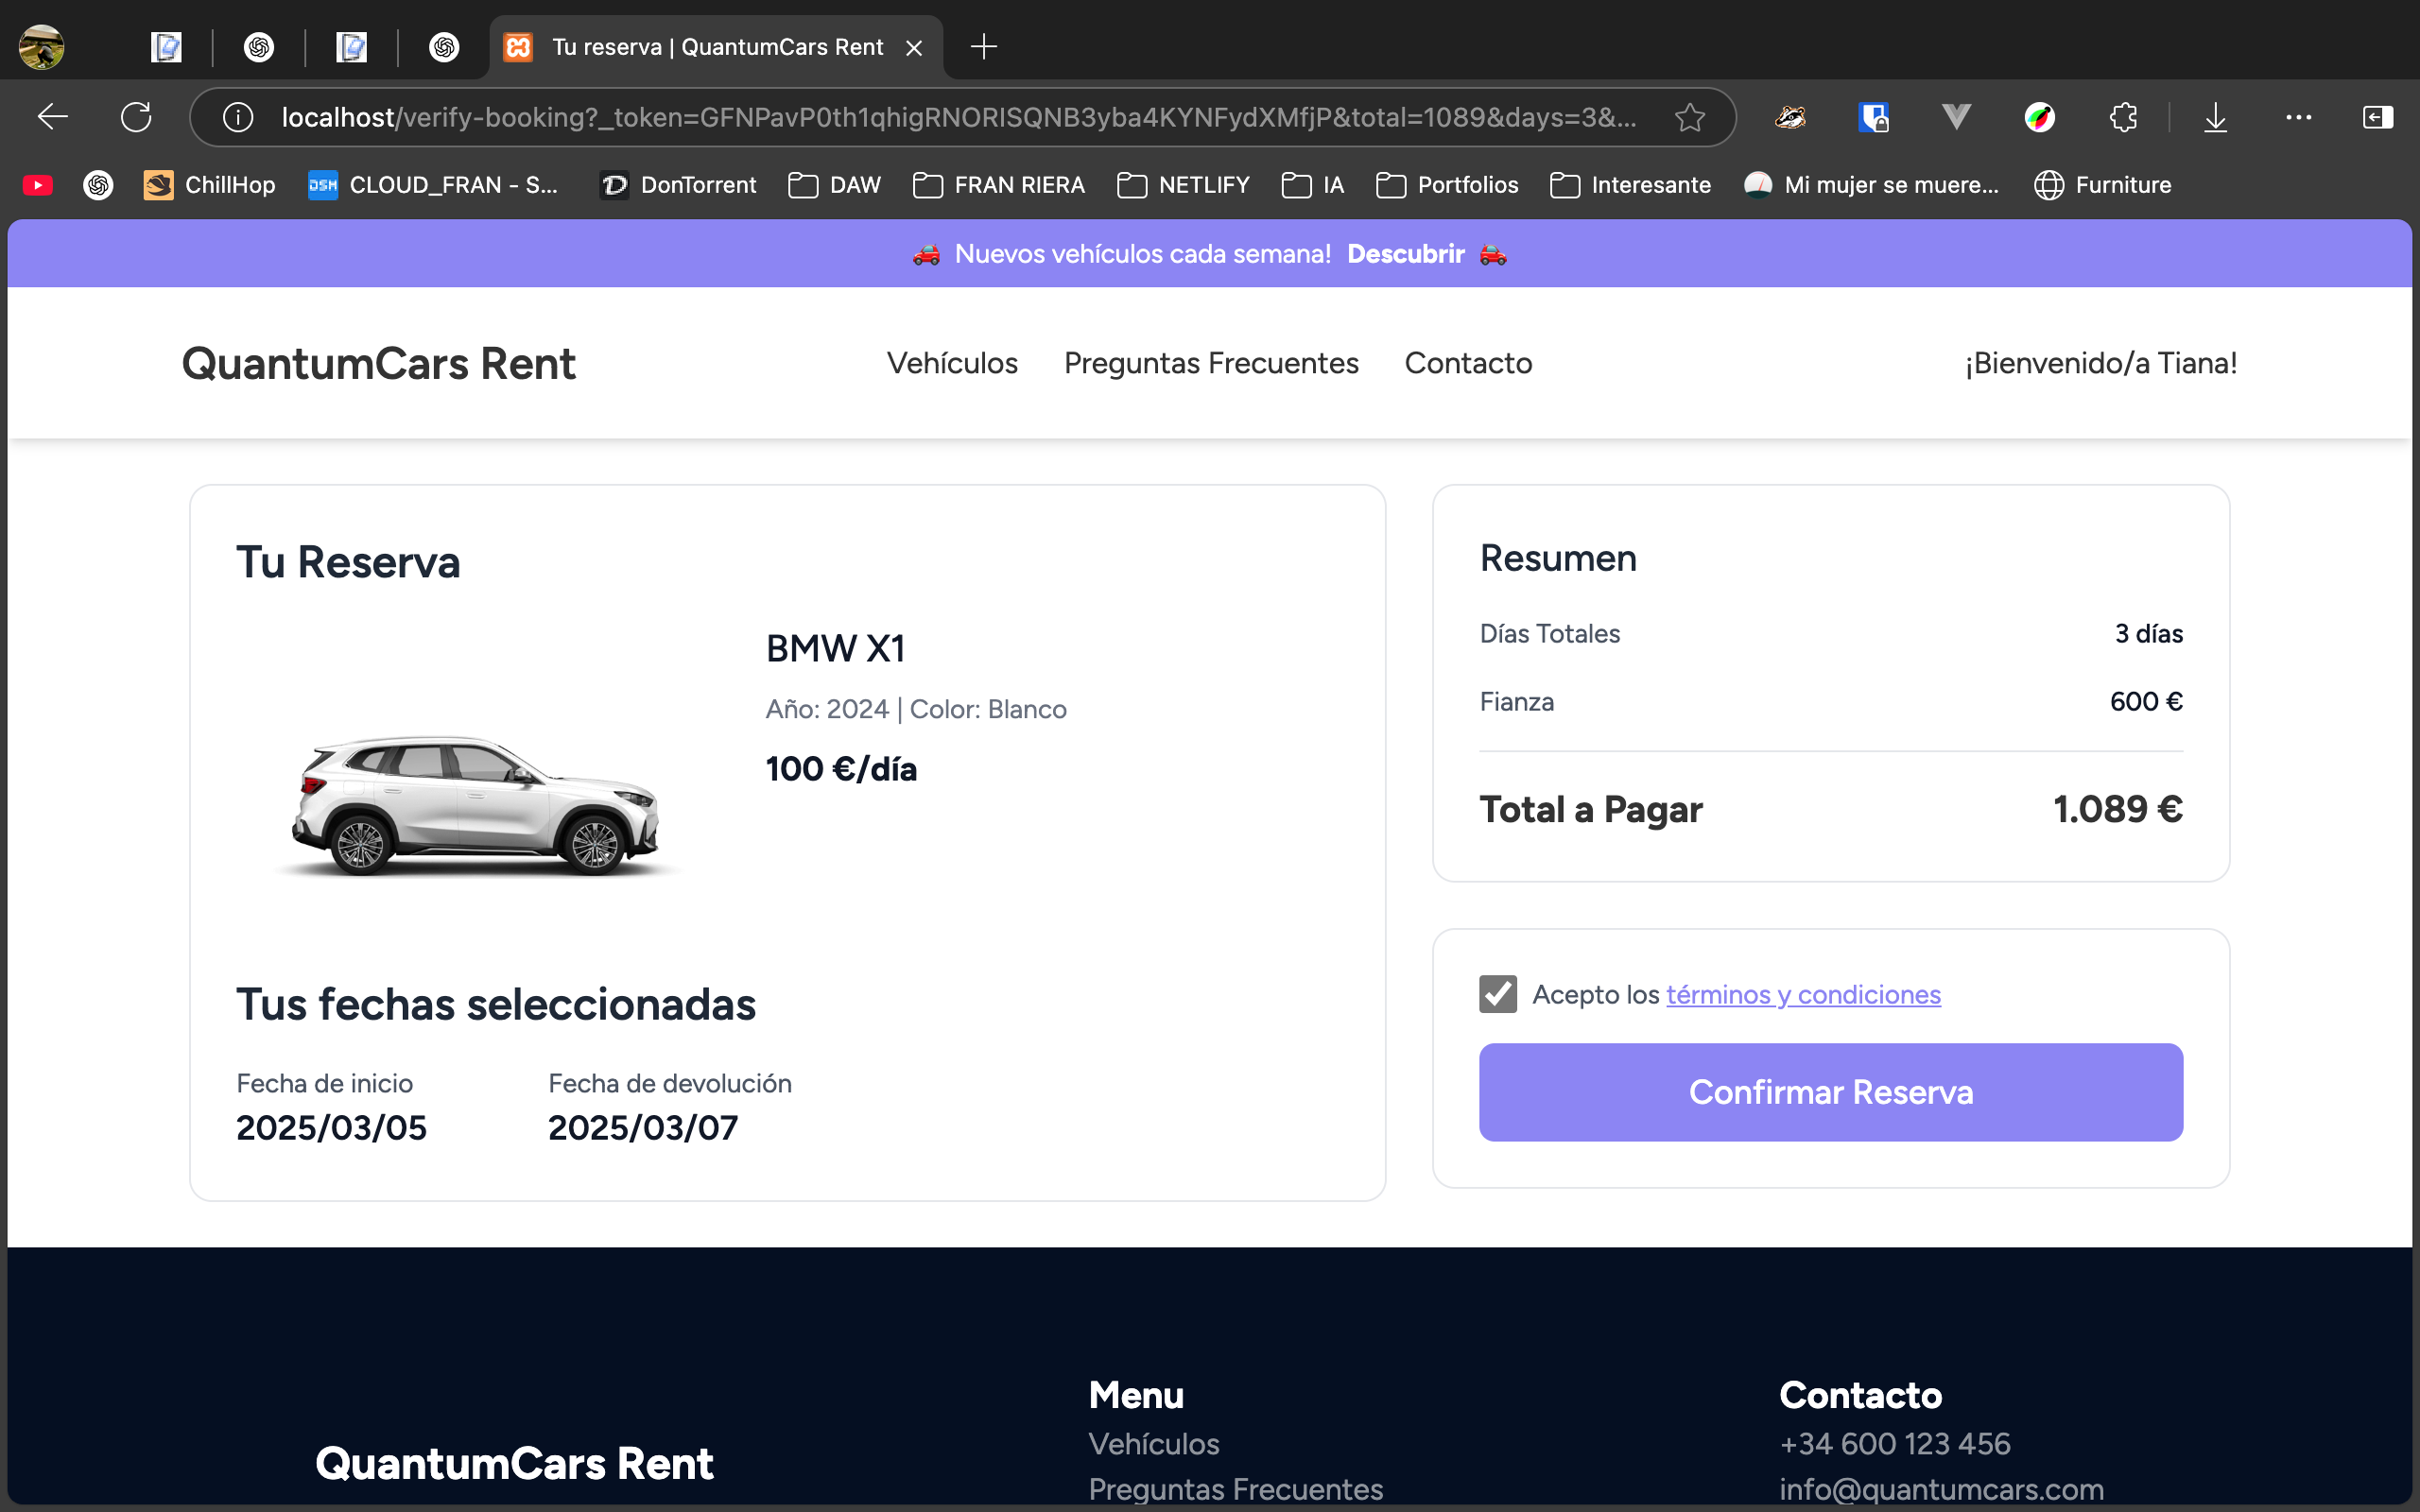 Tu reserva | QuantumCars Rent
localhost/verify-booking?_token=GFNPavP0th1qhigRNORISQNB3yba4KYNFydXMfjP&total=1089&days=3&...
ChillHop
DSM CLOUD_FRAN - S...
DonTorrent
DAW
FRAN RIERA
NETLIFY
IA
Portfolios
Interesante
Mi mujer se muere...
Furniture
Nuevos vehículos cada semana! Descubrir
QuantumCars Rent
Vehículos
Preguntas Frecuentes
Contacto
¡Bienvenido/a Tiana!
Tu Reserva
BMW X1
Año: 2024 | Color: Blanco
100 €/día
Tus fechas seleccionadas
Fecha de inicio
2025/03/05
Fecha de devolución
2025/03/07
Resumen
Días Totales 3 días
Fianza 600 €
Total a Pagar 1.089 €
Acepto los términos y condiciones
Confirmar Reserva
QuantumCars Rent
Menu
Vehículos
Preguntas Frecuentes
Contacto
+34 600 123 456
info@quantumcars.com